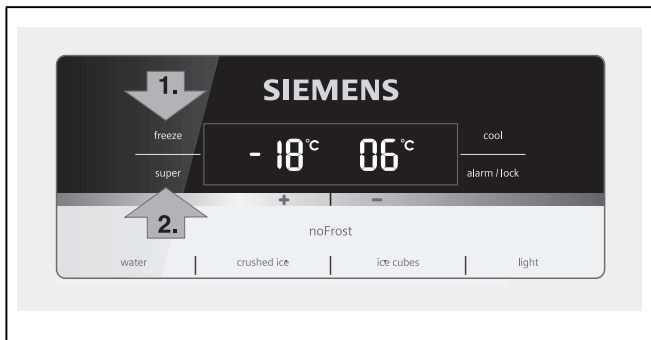 1.
SIEMENS
freeze
- 18°C 06°C
cool
super
alarm / lock
+ −
2.
noFrost
water crushed ice ice cubes light